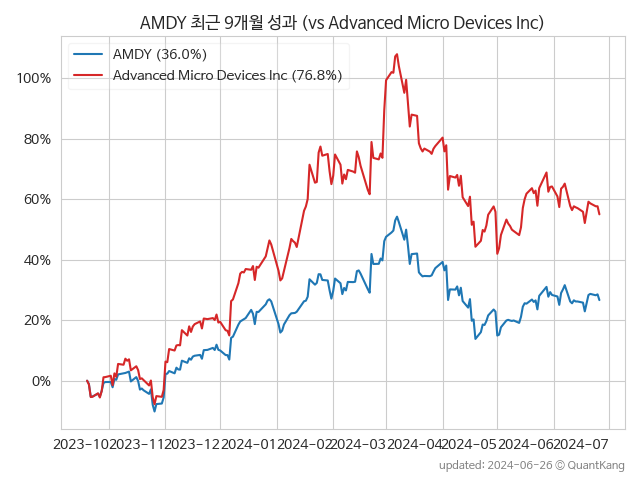 AMDY 최근 9개월 성과 (vs Advanced Micro Devices Inc)
AMDY (36.0%)
Advanced Micro Devices Inc (76.8%)
100%
80%
60%
40%
20%
0%
2023-10 2023-11 2023-12 2024-01 2024-02 2024-03 2024-04 2024-05 2024-06 2024-07
updated: 2024-06-26 © QuantKang